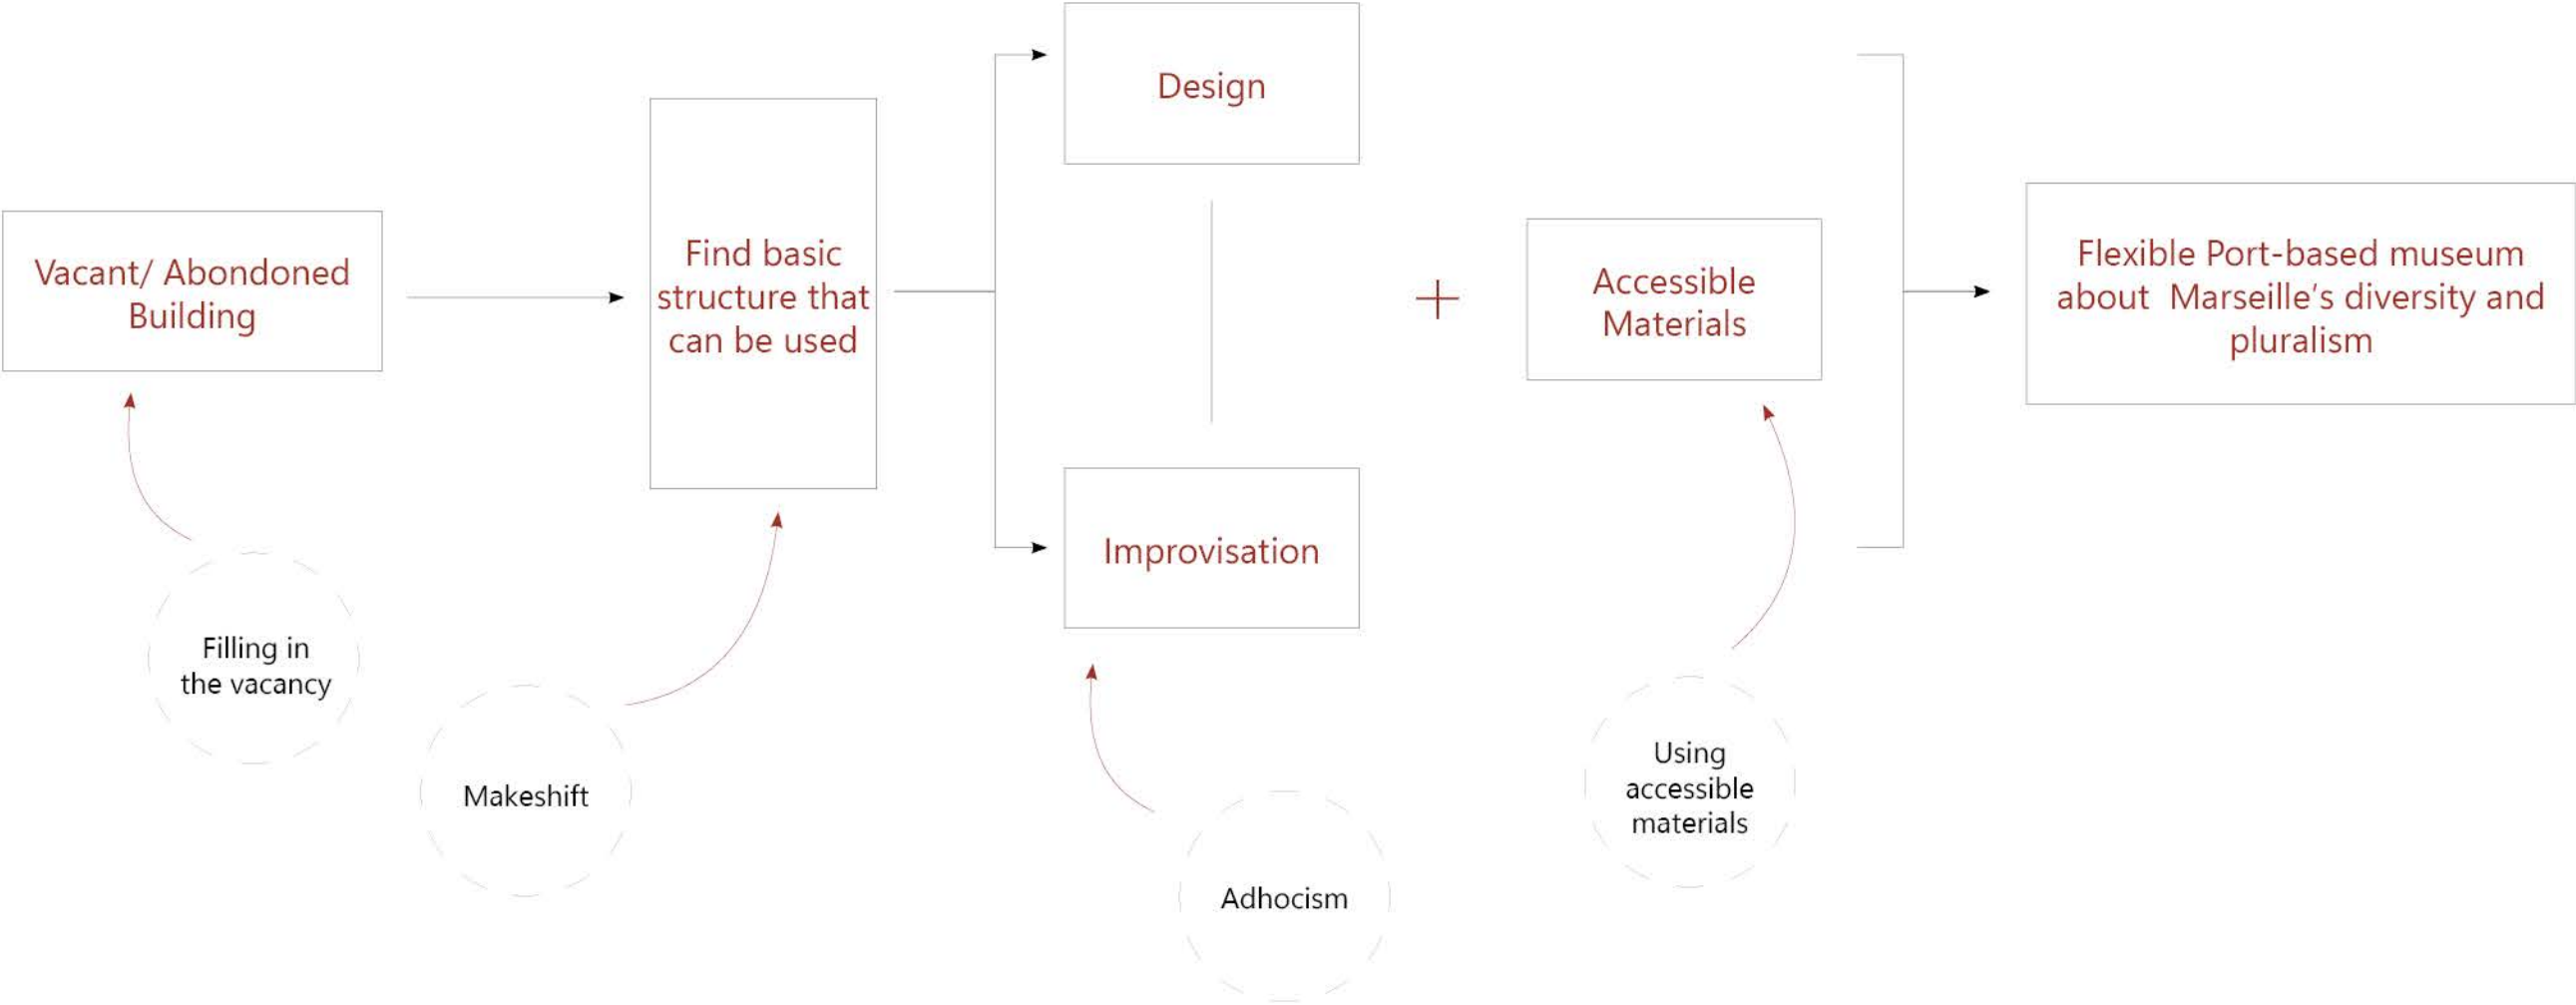 Vacant/ Abondoned
Building
Find basic
structure that
can be used
Design
Improvisation
+
Accessible
Materials
Flexible Port-based museum
about  Marseille’s diversity and
pluralism
Filling in
the vacancy
Makeshift
Adhocism
Using
accessible
materials